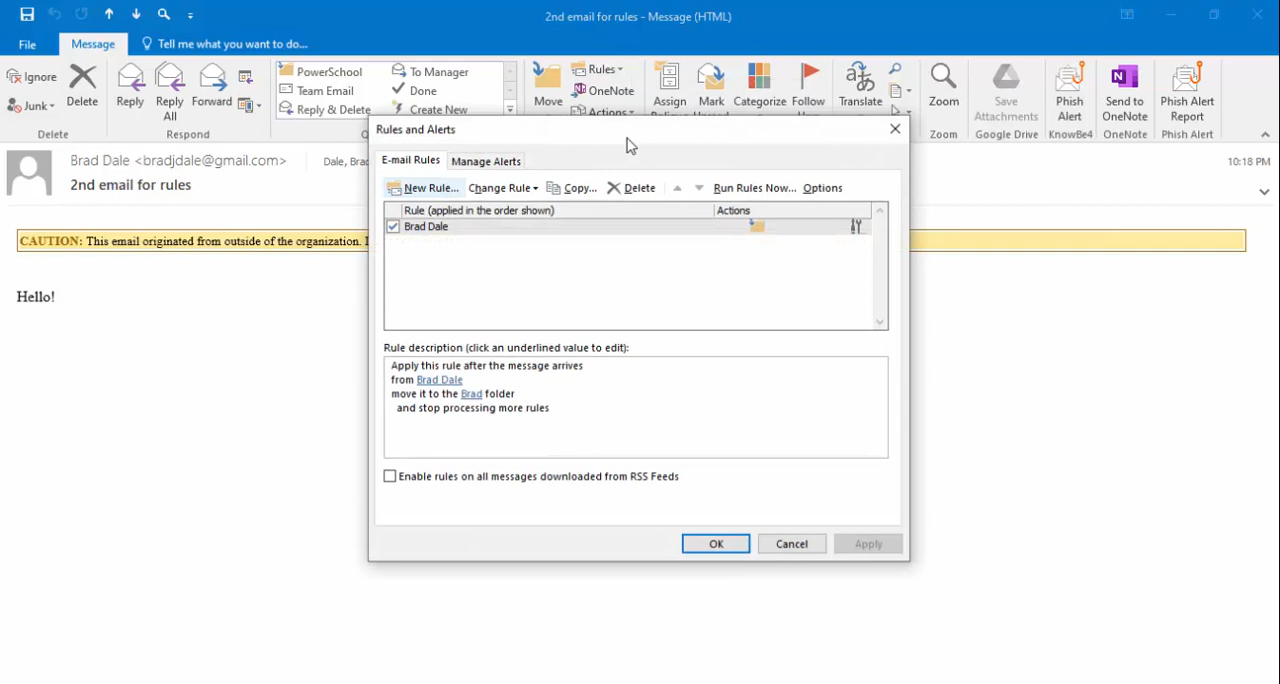 2nd email for rules - Message (HTML)
File Message Tell me what you want to do...
Ignore
Junk
Delete
Reply
Reply All
Forward
PowerSchool
Team Email
Reply & Delete
To Manager
Done
Create New
Move
Rules
OneNote
Actions
Assign
Mark
Categorize
Follow
Translate
Zoom
Save Attachments
Phish Alert
Send to OneNote
Phish Alert Report
Delete Respond Zoom Google Drive KnowBe4 OneNote Phish Alert
Brad Dale <bradjdale@gmail.com> Dale, Brad 10:18 PM
2nd email for rules
CAUTION: This email originated from outside of the organization.
Hello!
Rules and Alerts
E-mail Rules Manage Alerts
New Rule... Change Rule Copy... Delete Run Rules Now... Options
Rule (applied in the order shown) Actions
Brad Dale
Rule description (click an underlined value to edit):
Apply this rule after the message arrives
from Brad Dale
move it to the Brad folder
and stop processing more rules
Enable rules on all messages downloaded from RSS Feeds
OK Cancel Apply